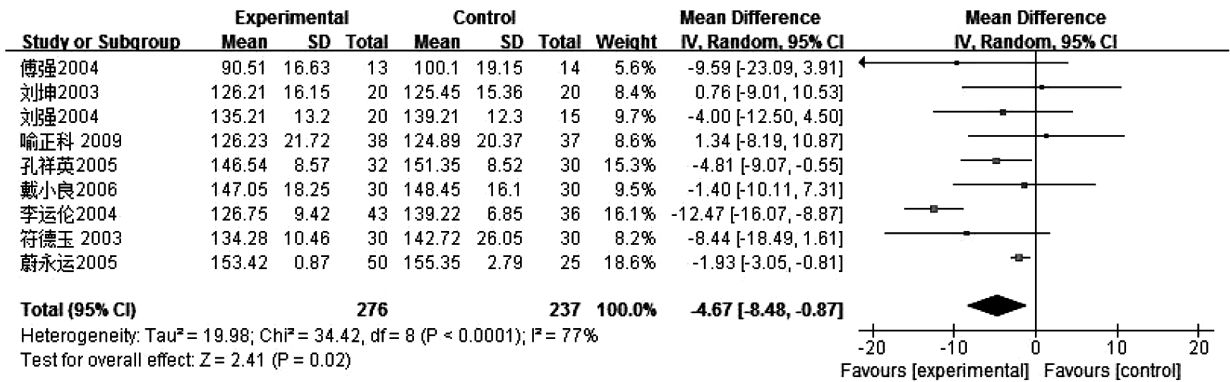 Experimental Control Mean Difference Mean Difference
Study or Subgroup Mean SD Total Mean SD Total Weight IV, Random, 95% CI IV, Random, 95% CI
傅强2004 90.51 16.63 13 100.1 19.15 14 5.6% -9.59 [-23.09, 3.91]
刘坤2003 126.21 16.15 20 125.45 15.36 20 8.4% 0.76 [-9.01, 10.53]
刘强2004 135.21 13.2 20 139.21 12.3 15 9.7% -4.00 [-12.50, 4.50]
喻正科 2009 126.23 21.72 38 124.89 20.37 37 8.6% 1.34 [-8.19, 10.87]
孔祥英2005 146.54 8.57 32 151.35 8.52 30 15.3% -4.81 [-9.07, -0.55]
戴小良2006 147.05 18.25 30 148.45 16.1 30 9.5% -1.40 [-10.11, 7.31]
李运伦2004 126.75 9.42 43 139.22 6.85 36 16.1% -12.47 [-16.07, -8.87]
符德玉 2003 134.28 10.46 30 142.72 26.05 30 8.2% -8.44 [-18.49, 1.61]
蔚永运2005 153.42 0.87 50 155.35 2.79 25 18.6% -1.93 [-3.05, -0.81]
Total (95% CI) 276 237 100.0% -4.67 [-8.48, -0.87]
Heterogeneity: Tau² = 19.98; Chi² = 34.42, df = 8 (P < 0.0001); I² = 77%
Test for overall effect: Z = 2.41 (P = 0.02)
-20 -10 0 10 20
Favours [experimental] Favours [control]